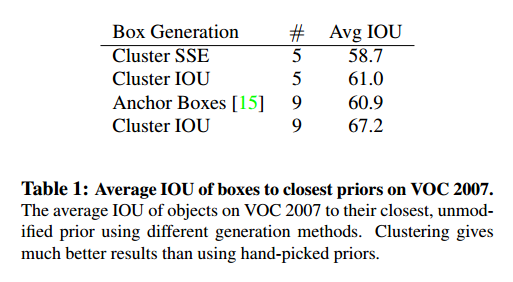 Box Generation # Avg IOU
Cluster SSE 5 58.7
Cluster IOU 5 61.0
Anchor Boxes [15] 9 60.9
Cluster IOU 9 67.2
Table 1: Average IOU of boxes to closest priors on VOC 2007.
The average IOU of objects on VOC 2007 to their closest, unmod-
ified prior using different generation methods. Clustering gives
much better results than using hand-picked priors.